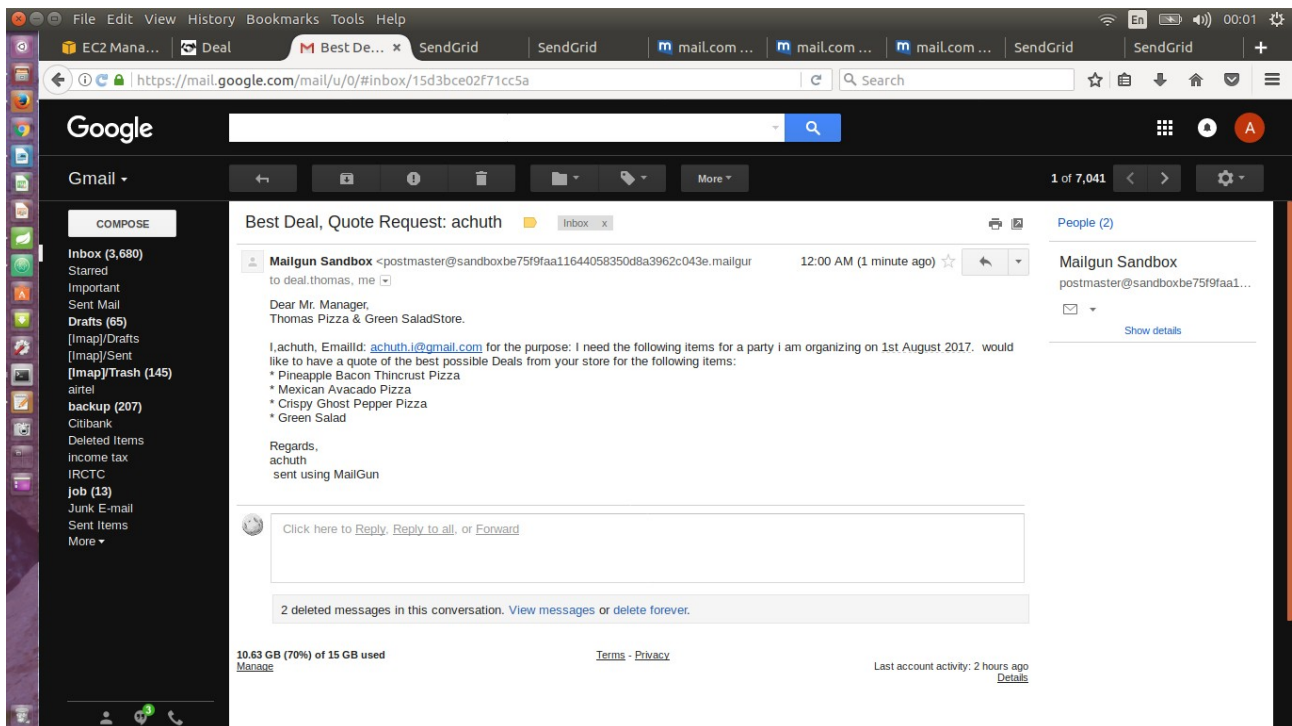 File Edit View History Bookmarks Tools Help
En
00:01
EC2 Mana...
Deal
Best De... ×
SendGrid
SendGrid
mail.com ...
mail.com ...
mail.com ...
SendGrid
SendGrid
https://mail.google.com/mail/u/0/#inbox/15d3bce02f71cc5a
Search
Google
A
Gmail
More
1 of 7,041
COMPOSE
Inbox (3,680)
Starred
Important
Sent Mail
Drafts (65)
[Imap]/Drafts
[Imap]/Sent
[Imap]/Trash (145)
airtel
backup (207)
Citibank
Deleted Items
income tax
IRCTC
job (13)
Junk E-mail
Sent Items
More
3
Best Deal, Quote Request: achuth
Inbox x
Mailgun Sandbox <postmaster@sandboxbe75f9faa11644058350d8a3962c043e.mailgur
12:00 AM (1 minute ago)
to deal.thomas, me
Dear Mr. Manager,
Thomas Pizza & Green SaladStore.
I,achuth, EmailId: achuth.i@gmail.com for the purpose: I need the following items for a party i am organizing on 1st August 2017. would
like to have a quote of the best possible Deals from your store for the following items:
* Pineapple Bacon Thincrust Pizza
* Mexican Avacado Pizza
* Crispy Ghost Pepper Pizza
* Green Salad
Regards,
achuth
sent using MailGun
Click here to Reply, Reply to all, or Forward
2 deleted messages in this conversation. View messages or delete forever.
10.63 GB (70%) of 15 GB used
Manage
Terms - Privacy
Last account activity: 2 hours ago
Details
People (2)
Mailgun Sandbox
postmaster@sandboxbe75f9faa1...
Show details